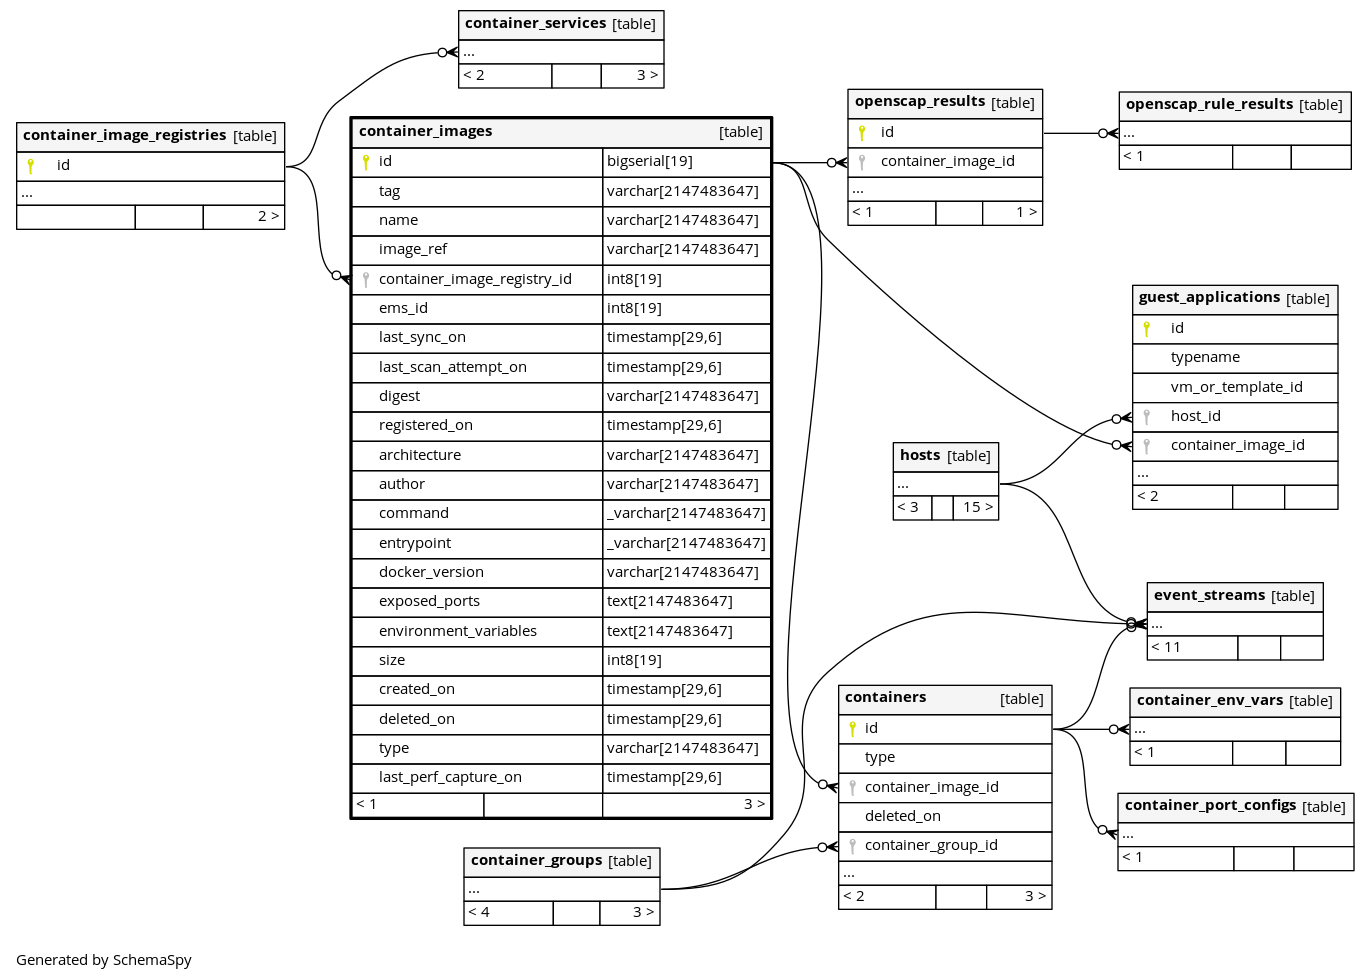 container_services [table]
...
< 2 3 >
container_image_registries [table]
id
...
2 >
container_images [table]
id bigserial[19]
tag varchar[2147483647]
name varchar[2147483647]
image_ref varchar[2147483647]
container_image_registry_id int8[19]
ems_id int8[19]
last_sync_on timestamp[29,6]
last_scan_attempt_on timestamp[29,6]
digest varchar[2147483647]
registered_on timestamp[29,6]
architecture varchar[2147483647]
author varchar[2147483647]
command _varchar[2147483647]
entrypoint _varchar[2147483647]
docker_version varchar[2147483647]
exposed_ports text[2147483647]
environment_variables text[2147483647]
size int8[19]
created_on timestamp[29,6]
deleted_on timestamp[29,6]
type varchar[2147483647]
last_perf_capture_on timestamp[29,6]
< 1 3 >
openscap_results [table]
id
container_image_id
...
< 1 1 >
openscap_rule_results [table]
...
< 1
guest_applications [table]
id
typename
vm_or_template_id
host_id
container_image_id
...
< 2
hosts [table]
...
< 3 15 >
event_streams [table]
...
< 11
containers [table]
id
type
container_image_id
deleted_on
container_group_id
...
< 2 3 >
container_env_vars [table]
...
< 1
container_port_configs [table]
...
< 1
container_groups [table]
...
< 4 3 >
Generated by SchemaSpy